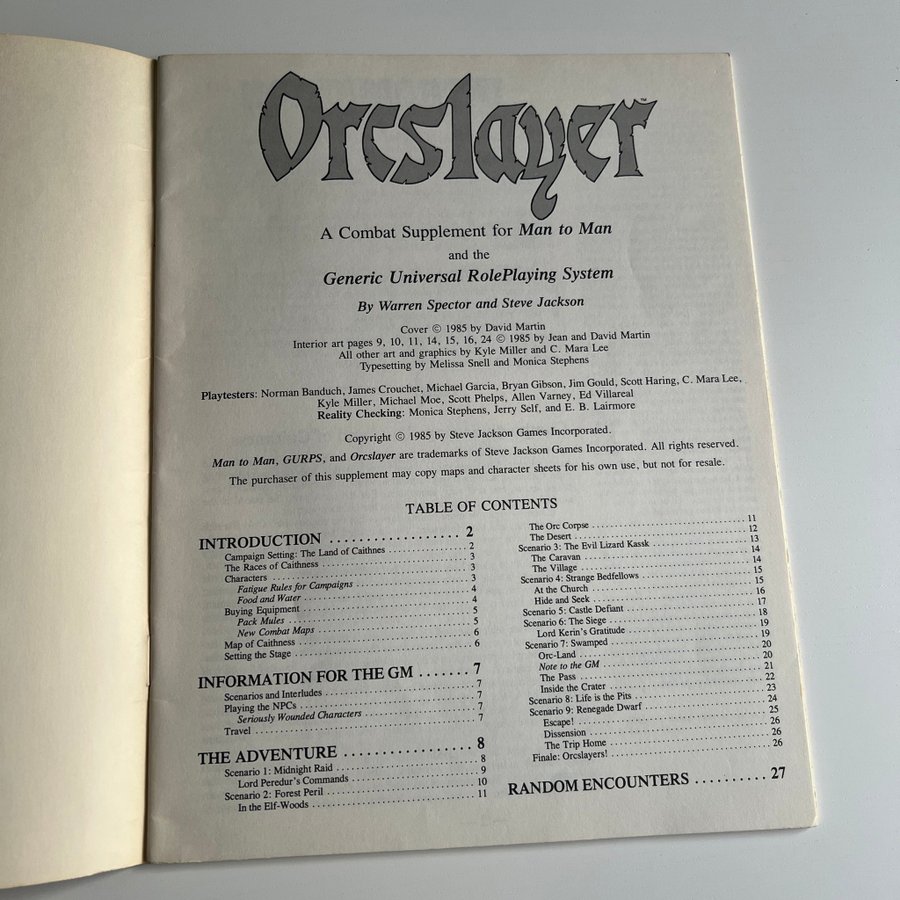 Orcslayer™
A Combat Supplement for Man to Man
and the
Generic Universal RolePlaying System
By Warren Spector and Steve Jackson
Cover © 1985 by David Martin
Interior art pages 9, 10, 11, 14, 15, 16, 24 © 1985 by Jean and David Martin
All other art and graphics by Kyle Miller and C. Mara Lee
Typesetting by Melissa Snell and Monica Stephens
Playtesters: Norman Banduch, James Crouchet, Michael Garcia, Bryan Gibson, Jim Gould, Scott Haring, C. Mara Lee,
Kyle Miller, Michael Moe, Scott Phelps, Allen Varney, Ed Villareal
Reality Checking: Monica Stephens, Jerry Self, and E. B. Lairmore
Copyright © 1985 by Steve Jackson Games Incorporated.
Man to Man, GURPS, and Orcslayer are trademarks of Steve Jackson Games Incorporated. All rights reserved.
The purchaser of this supplement may copy maps and character sheets for his own use, but not for resale.
TABLE OF CONTENTS
INTRODUCTION .................. 2
Campaign Setting: The Land of Caithnes .................. 2
The Races of Caithness .................. 3
Characters .................. 3
Fatigue Rules for Campaigns .................. 3
Food and Water .................. 4
Buying Equipment .................. 4
Pack Mules .................. 5
New Combat Maps .................. 5
Map of Caithness .................. 6
Setting the Stage .................. 6
INFORMATION FOR THE GM ....... 7
Scenarios and Interludes .................. 7
Playing the NPCs .................. 7
Seriously Wounded Characters .................. 7
Travel .................. 7
THE ADVENTURE .................. 8
Scenario 1: Midnight Raid .................. 8
Lord Peredur's Commands .................. 9
Scenario 2: Forest Peril .................. 10
In the Elf-Woods .................. 11
The Orc Corpse .................. 11
The Desert .................. 12
Scenario 3: The Evil Lizard Kassk .................. 13
The Caravan .................. 14
The Village .................. 14
Scenario 4: Strange Bedfellows .................. 15
At the Church .................. 15
Hide and Seek .................. 16
Scenario 5: Castle Defiant .................. 17
Scenario 6: The Siege .................. 18
Lord Kerin's Gratitude .................. 19
Scenario 7: Swamped .................. 19
Orc-Land .................. 20
Note to the GM .................. 20
The Pass .................. 21
Inside the Crater .................. 22
Scenario 8: Life is the Pits .................. 23
Scenario 9: Renegade Dwarf .................. 24
Escape! .................. 25
Dissension .................. 26
The Trip Home .................. 26
Finale: Orcslayers! .................. 26
RANDOM ENCOUNTERS .......... 27